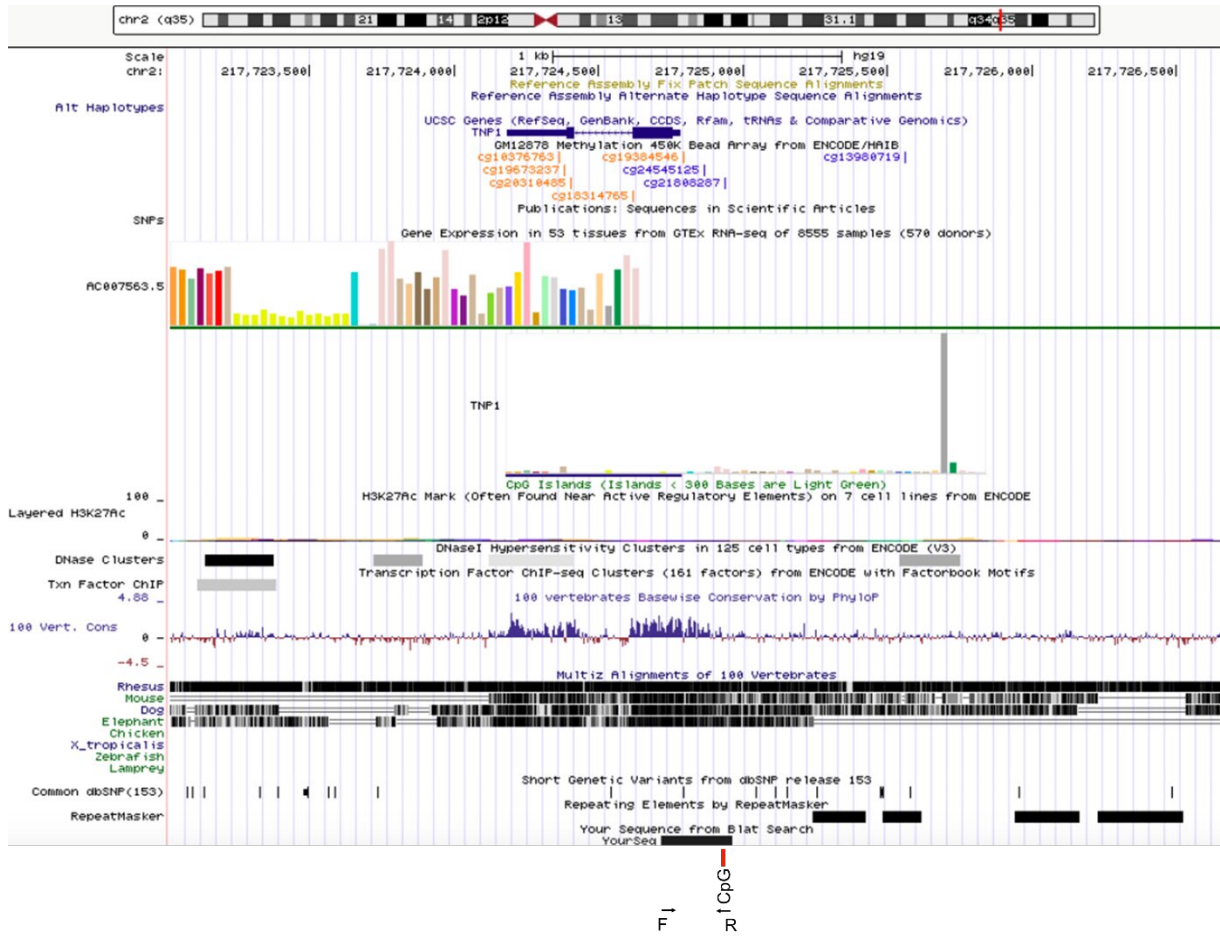 chr2 (q35) 21 14 2p12 13 31.1 q34 q35
Scale 1 kb hg19
chr2: 217,723,500| 217,724,000| 217,724,500| 217,725,000| 217,725,500| 217,726,000| 217,726,500|
Reference Assembly Fix Patch Sequence Alignments
Reference Assembly Alternate Haplotype Sequence Alignments
Alt Haplotypes
UCSC Genes (RefSeq, GenBank, CCDS, Rfam, tRNAs & Comparative Genomics)
TNP1
GM12878 Methylation 450K Bead Array from ENCODE/HAIB
cg10376763 cg19384546 cg13980719
cg19673237 cg24545125
cg20310485 cg21808287
cg18314765
Publications: Sequences in Scientific Articles
SNPs
Gene Expression in 53 tissues from GTEx RNA-seq of 8555 samples (570 donors)
AC007563.5
TNP1
CpG Islands (Islands < 300 Bases are Light Green)
H3K27Ac Mark (Often Found Near Active Regulatory Elements) on 7 cell lines from ENCODE
100 _
Layered H3K27Ac
0 _
DNaseI Hypersensitivity Clusters in 125 cell types from ENCODE (V3)
DNase Clusters
Transcription Factor ChIP-seq Clusters (161 factors) from ENCODE with Factorbook Motifs
Txn Factor ChIP
4.88 _
100 vertebrates Basewise Conservation by PhyloP
100 Vert. Cons
0 _
-4.5 _
Multiz Alignments of 100 Vertebrates
Rhesus
Mouse
Dog
Elephant
Chicken
X_tropicalis
Zebrafish
Lamprey
Short Genetic Variants from dbSNP release 153
Common dbSNP(153)
Repeating Elements by RepeatMasker
RepeatMasker
Your Sequence from Blat Search
YourSeq
CpG
F R